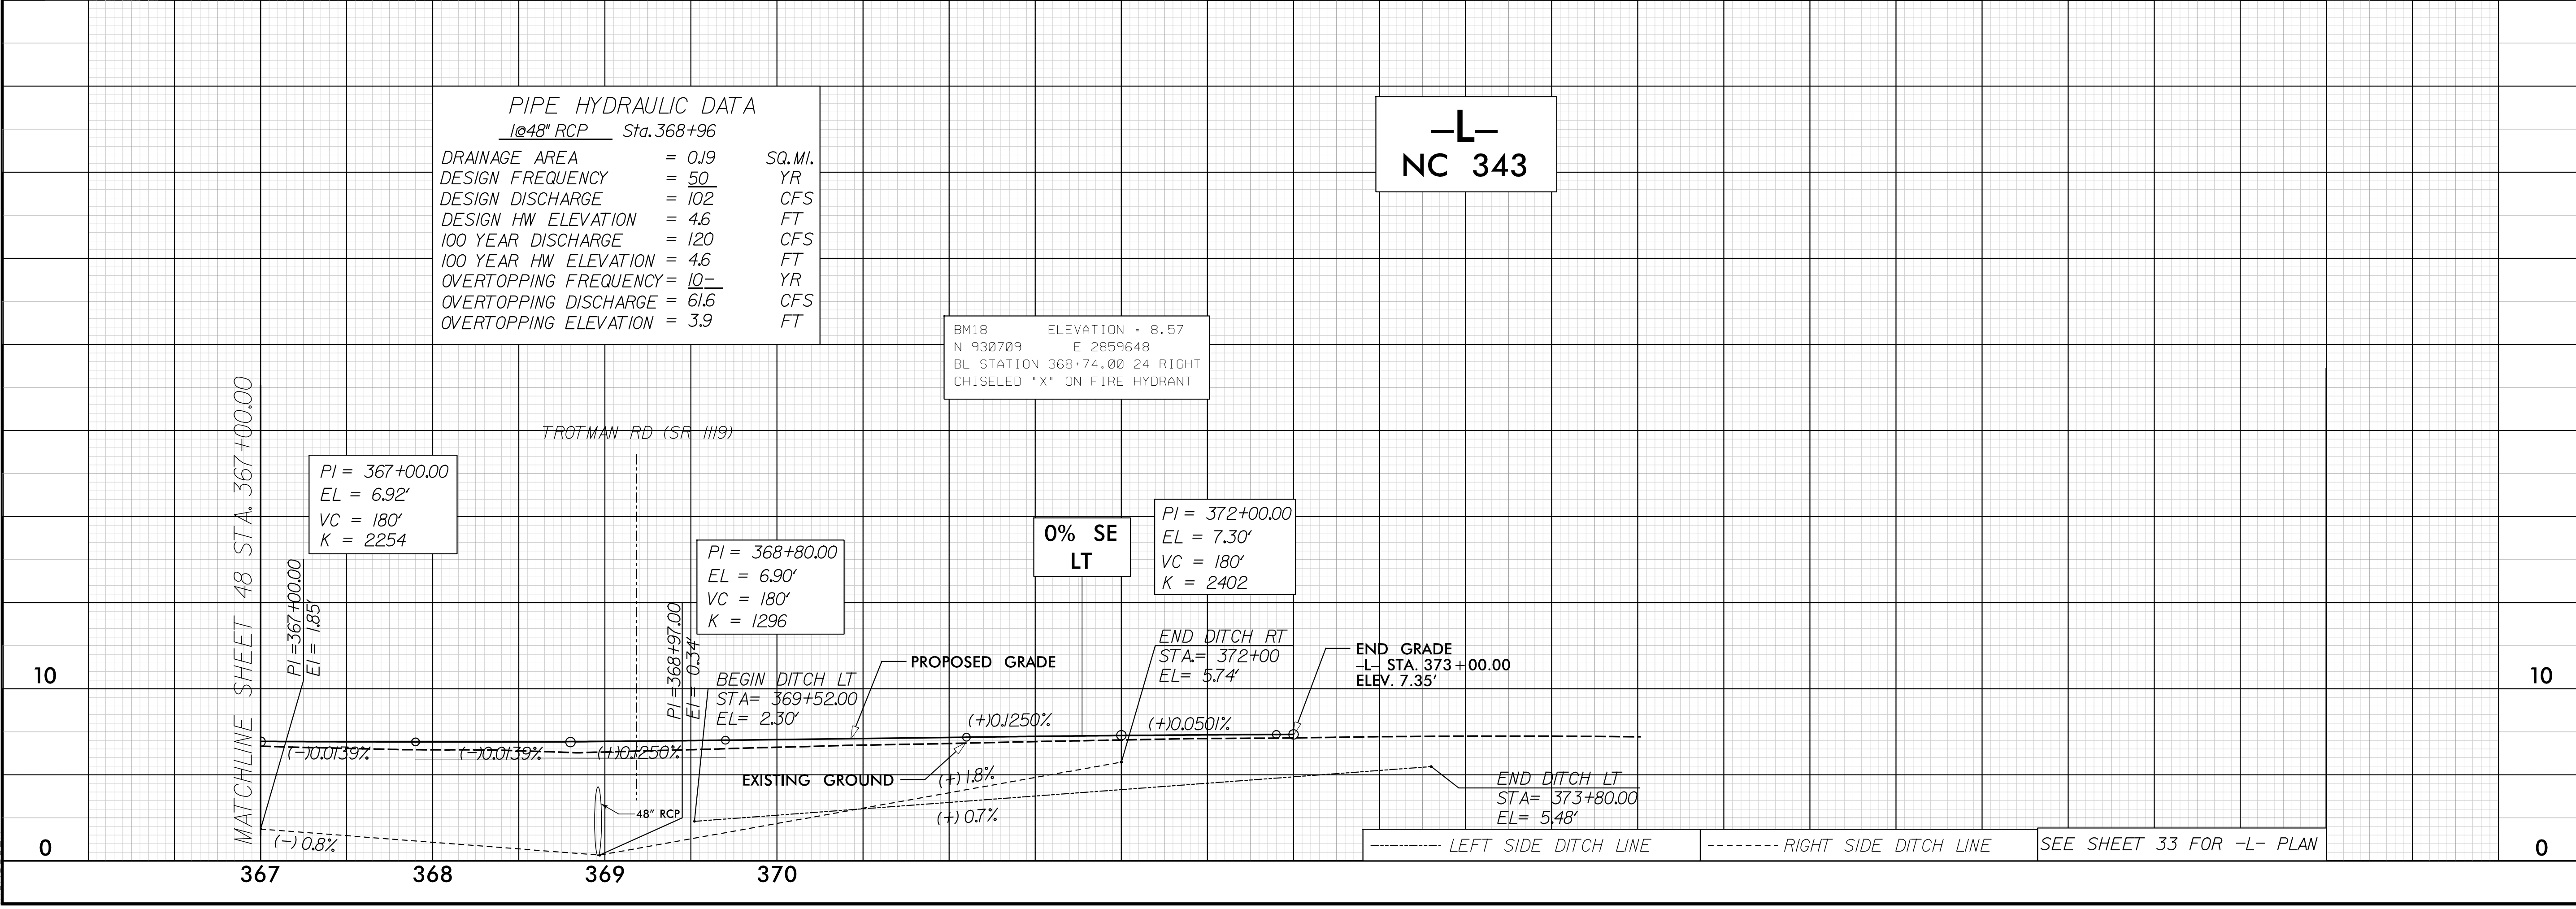 PIPE HYDRAULIC DATA
1@48" RCP Sta. 368+96
DRAINAGE AREA = 0.19 SQ. MI.
DESIGN FREQUENCY = 50 YR
DESIGN DISCHARGE = 102 CFS
DESIGN HW ELEVATION = 4.6 FT
100 YEAR DISCHARGE = 120 CFS
100 YEAR HW ELEVATION = 4.6 FT
OVERTOPPING FREQUENCY = 10- YR
OVERTOPPING DISCHARGE = 61.6 CFS
OVERTOPPING ELEVATION = 3.9 FT
–L–
NC 343
BM18 ELEVATION = 8.57
N 930709 E 2859648
BL STATION 368+74.00 24 RIGHT
CHISELED "X" ON FIRE HYDRANT
MATCHLINE SHEET 48 STA. 367+00.00
TROTMAN RD (SR 1119)
PI = 367+00.00
EL = 6.92'
VC = 180'
K = 2254
PI = 368+80.00
EL = 6.90'
VC = 180'
K = 1296
0% SE
LT
PI = 372+00.00
EL = 7.30'
VC = 180'
K = 2402
PI =367+00.00
El = 1.85'
PI =368+97.00
El = 0.34'
BEGIN DITCH LT
STA= 369+52.00
EL= 2.30'
PROPOSED GRADE
END DITCH RT
STA.= 372+00
EL= 5.74'
END GRADE
–L– STA. 373+00.00
ELEV. 7.35'
10
10
(-)0.0139%
(-)0.0139%
(+)0.1250%
(+)0.1250%
(+)0.0501%
EXISTING GROUND
(+) 1.8%
(+) 0.7%
48" RCP
(-) 0.8%
END DITCH LT
STA= 373+80.00
EL= 5.48'
LEFT SIDE DITCH LINE
RIGHT SIDE DITCH LINE
SEE SHEET 33 FOR -L- PLAN
0
0
367 368 369 370